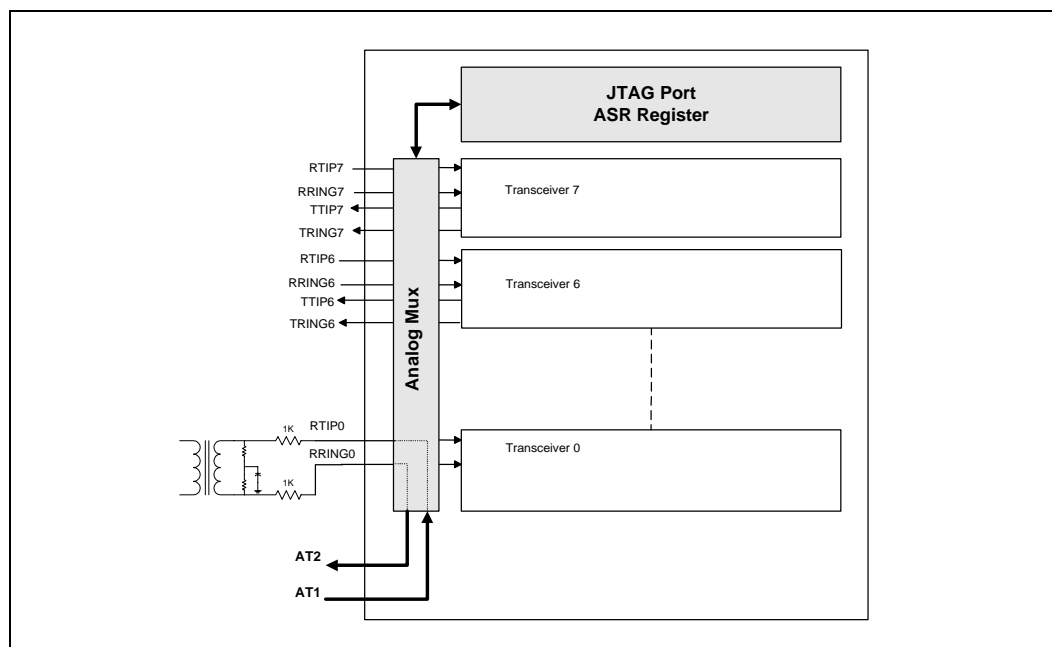 JTAG Port
ASR Register
RTIP7
RRING7
TTIP7
TRING7
Transceiver 7
RTIP6
RRING6
TTIP6
TRING6
Transceiver 6
Analog Mux
1K
RTIP0
RRING0
1K
Transceiver 0
AT2
AT1